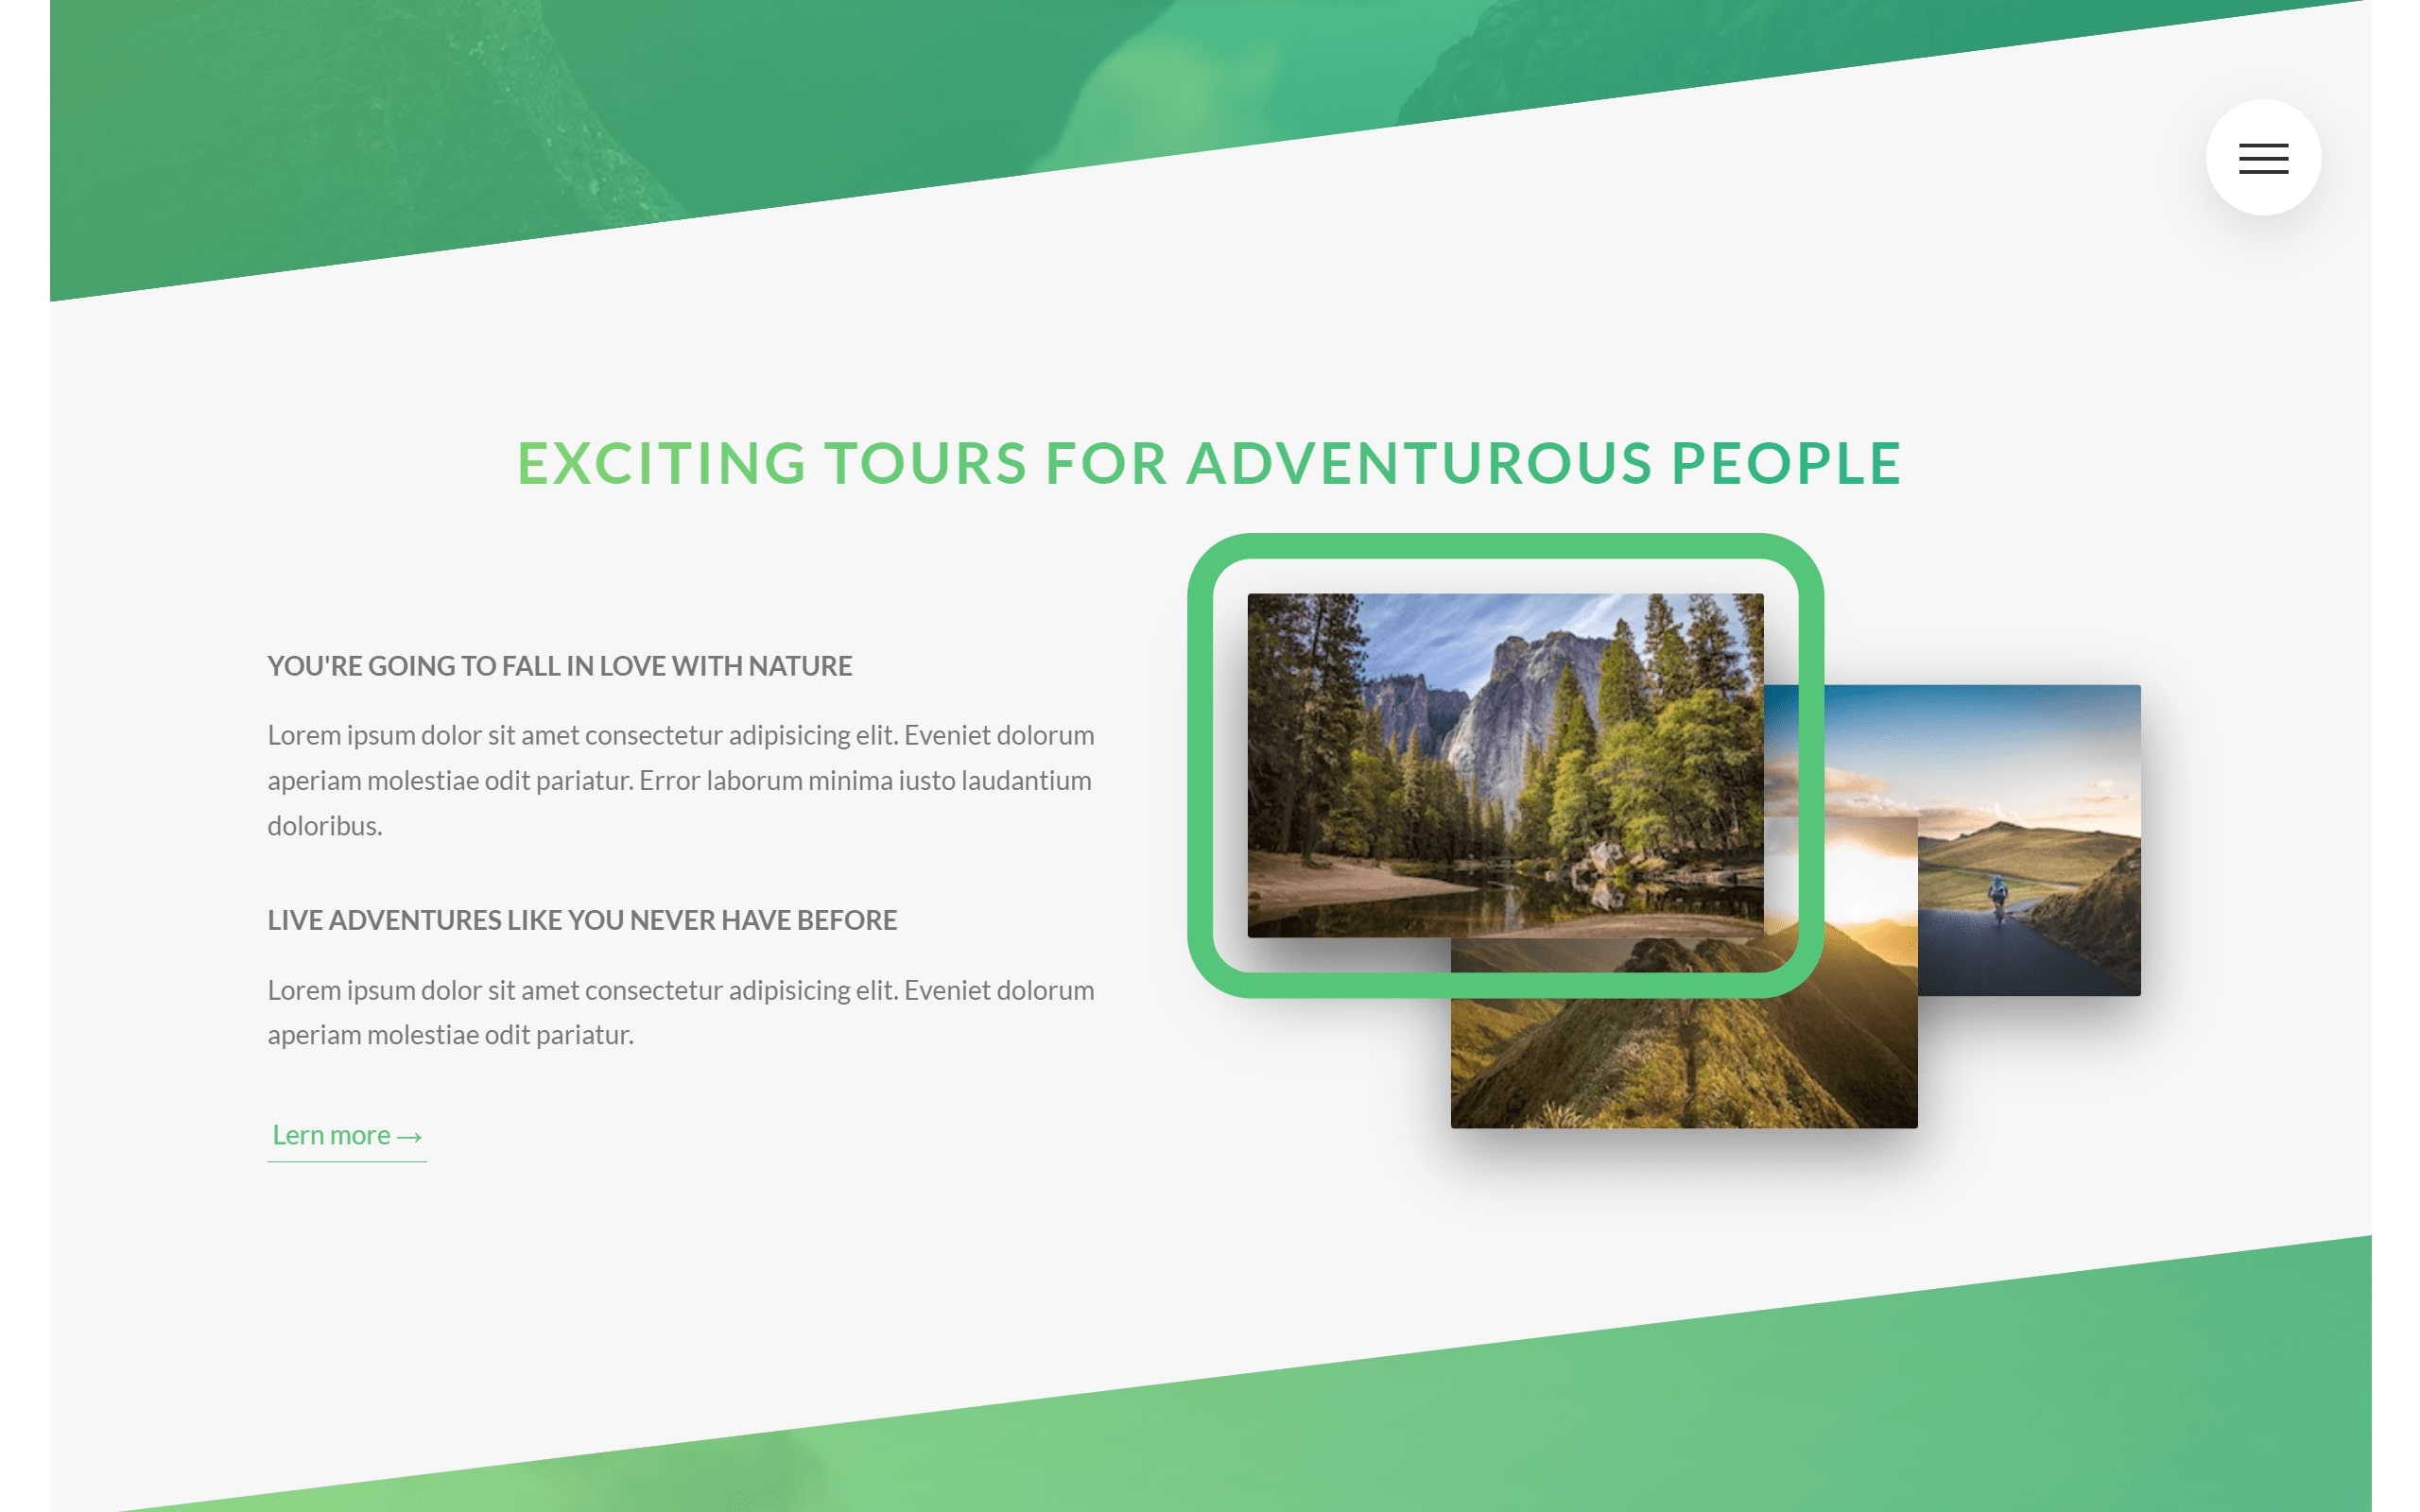 EXCITING TOURS FOR ADVENTUROUS PEOPLE
YOU'RE GOING TO FALL IN LOVE WITH NATURE
Lorem ipsum dolor sit amet consectetur adipisicing elit. Eveniet dolorum
aperiam molestiae odit pariatur. Error laborum minima iusto laudantium
doloribus.
LIVE ADVENTURES LIKE YOU NEVER HAVE BEFORE
Lorem ipsum dolor sit amet consectetur adipisicing elit. Eveniet dolorum
aperiam molestiae odit pariatur.
Lern more →